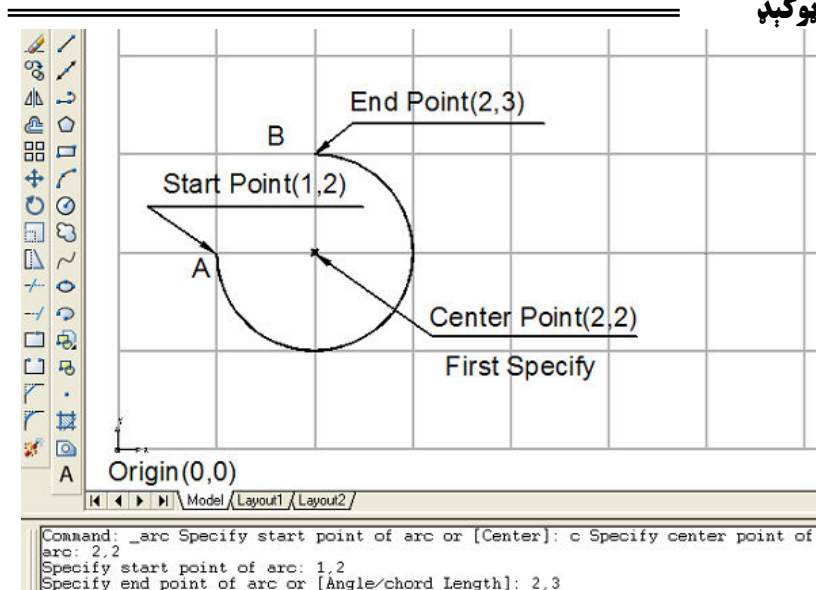 پوکېډ
End Point(2,3)
B
Start Point(1,2)
A
Center Point(2,2)
First Specify
Origin(0,0)
A
Model
Layout1
Layout2
Command: _arc Specify start point of arc or [Center]: c Specify center point of
arc: 2,2
Specify start point of arc: 1,2
Specify end point of arc or [Angle/chord Length]: 2,3